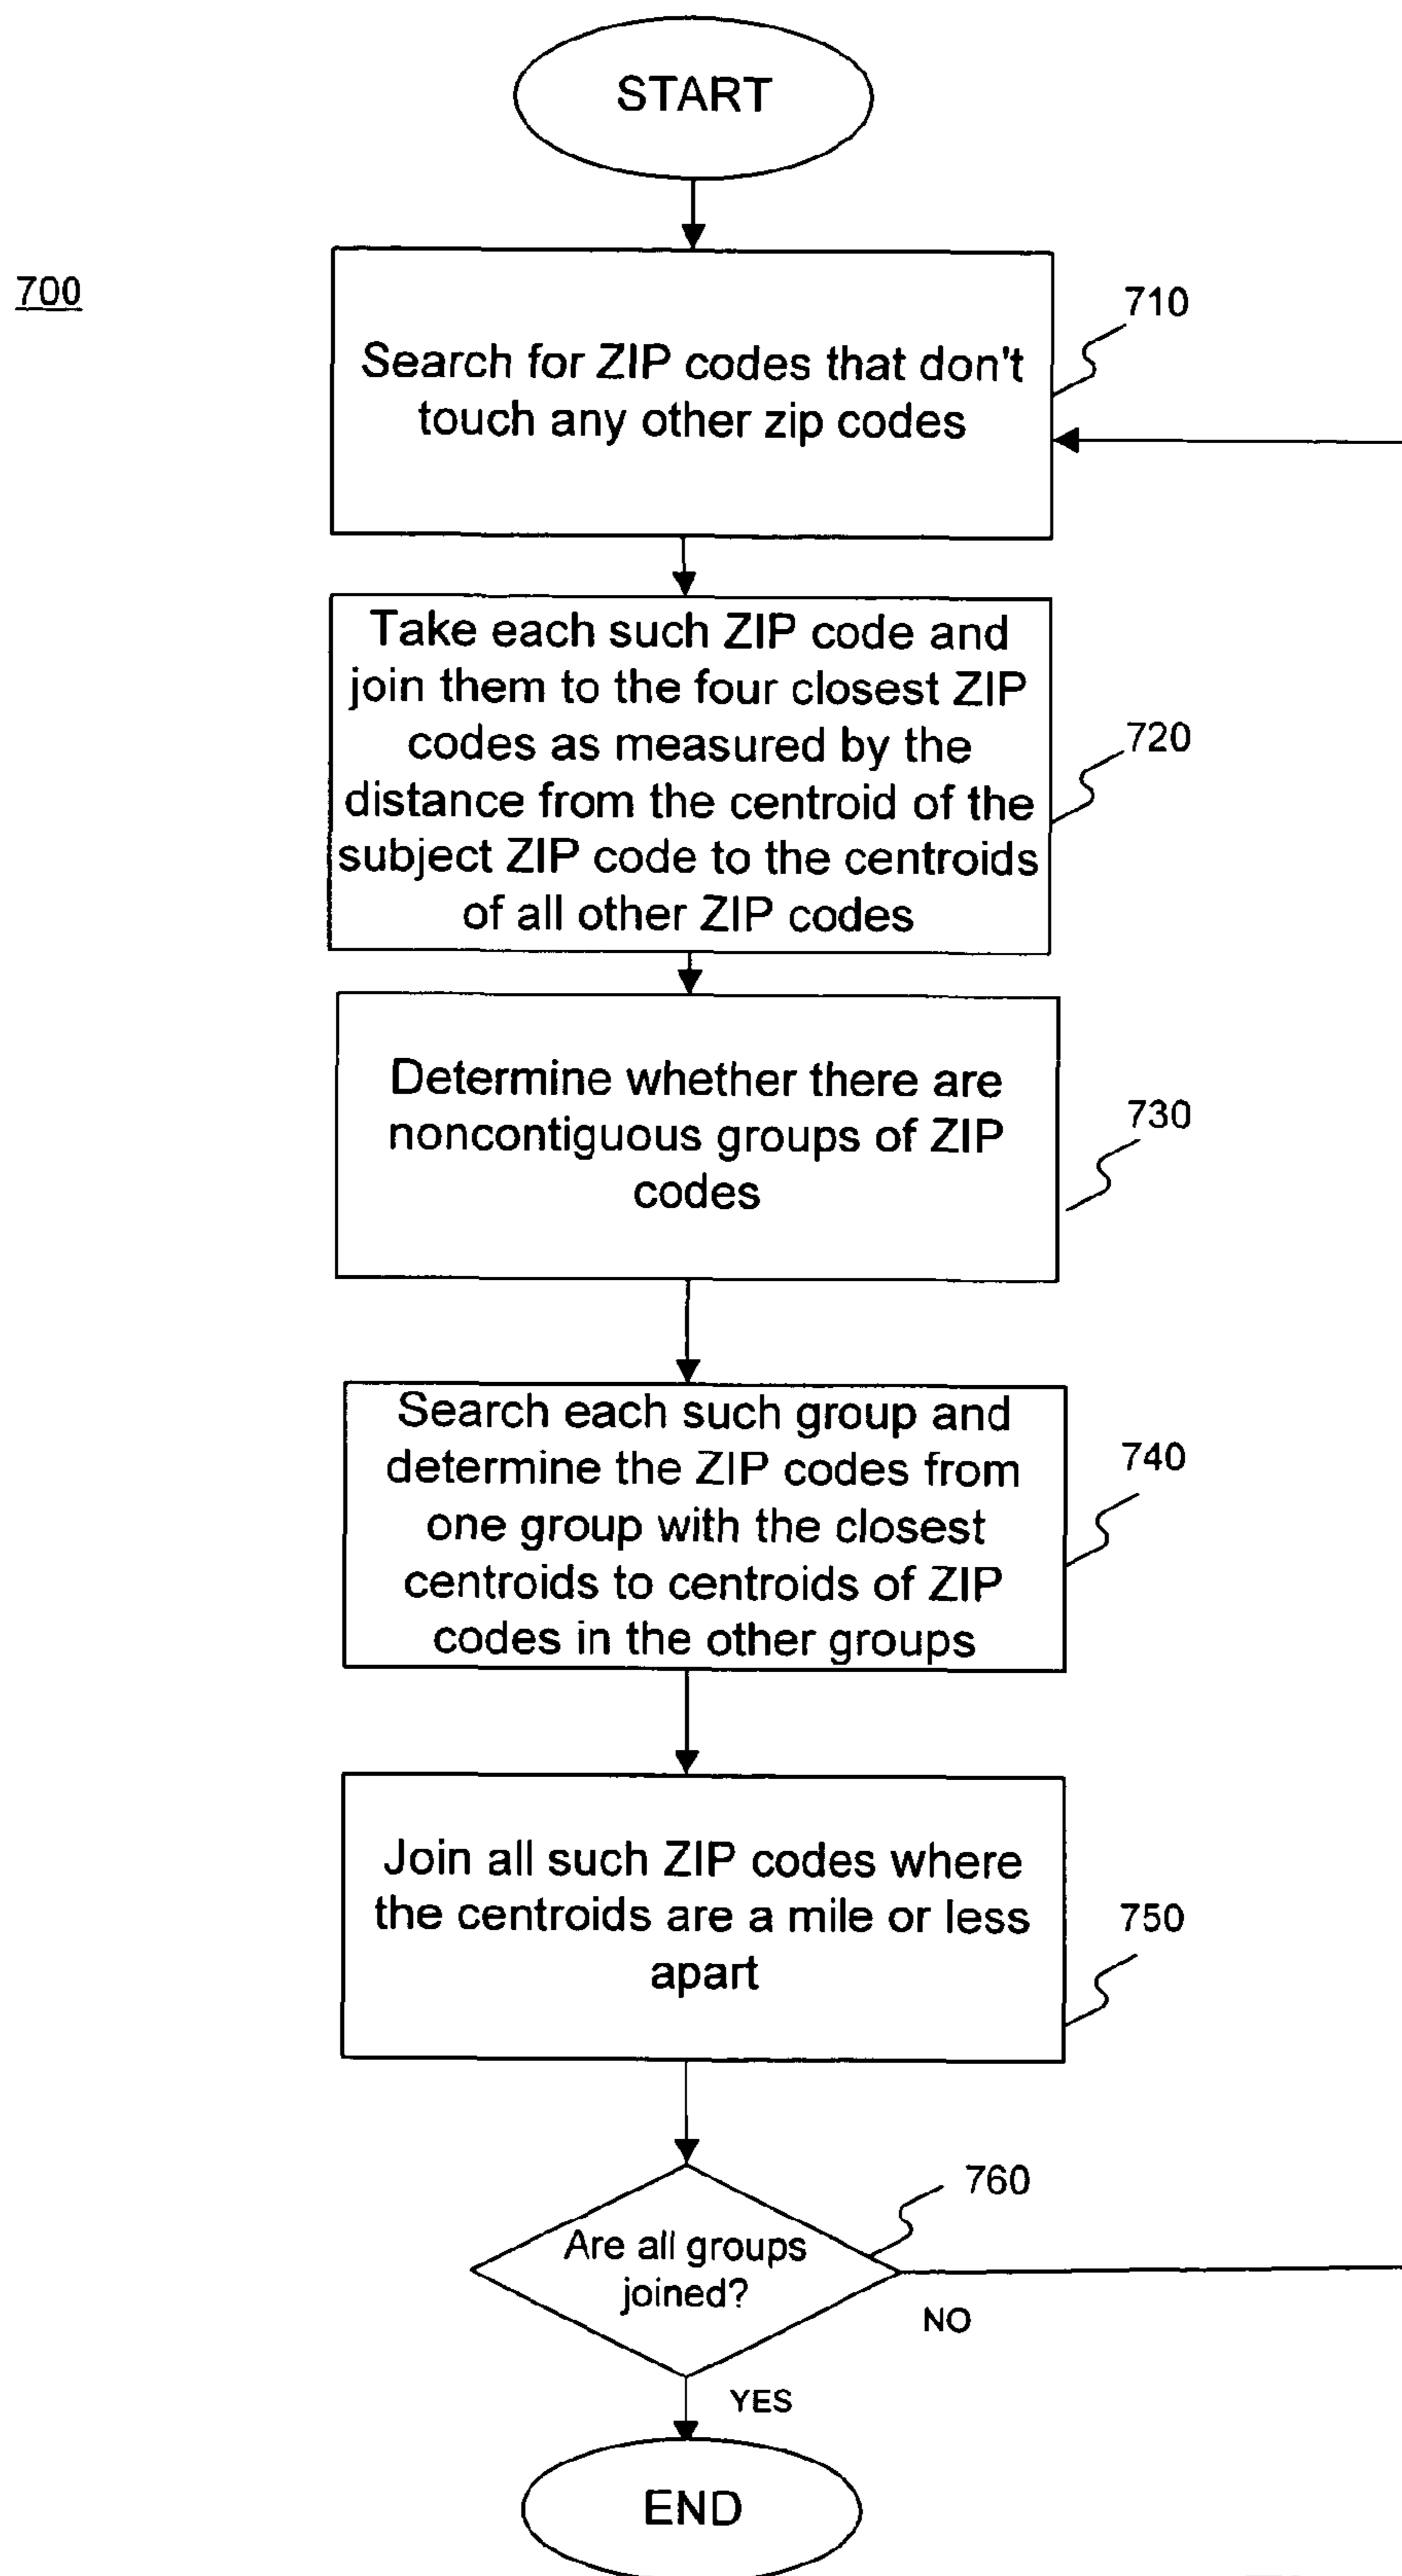 START
700
710
Search for ZIP codes that don't
touch any other zip codes
Take each such ZIP code and
join them to the four closest ZIP
codes as measured by the
distance from the centroid of the
subject ZIP code to the centroids
of all other ZIP codes
720
Determine whether there are
noncontiguous groups of ZIP
codes
730
Search each such group and
determine the ZIP codes from
one group with the closest
centroids to centroids of ZIP
codes in the other groups
740
Join all such ZIP codes where
the centroids are a mile or less
apart
750
760
Are all groups
joined?
NO
YES
END